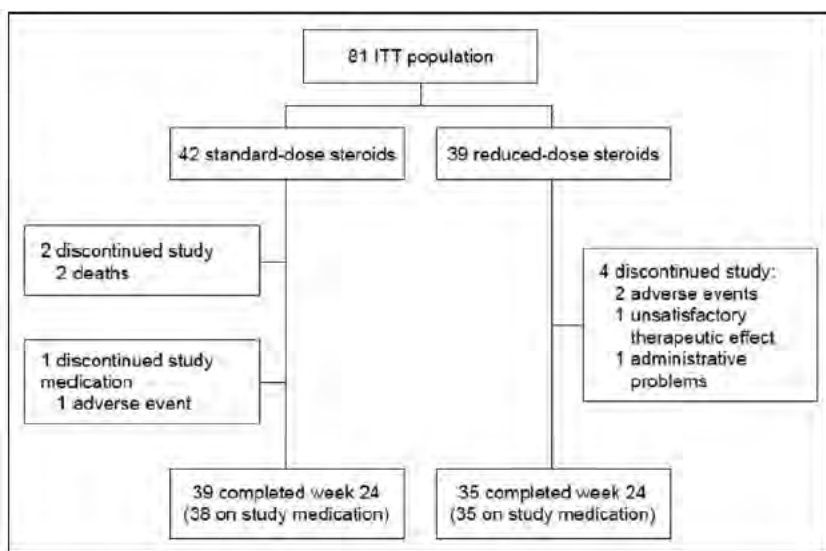 81 ITT population
42 standard-dose steroids
39 reduced-dose steroids
2 discontinued study
2 deaths
4 discontinued study:
2 adverse events
1 unsatisfactory
therapeutic effect
1 administrative
problems
1 discontinued study
medication
1 adverse event
39 completed week 24
(38 on study medication)
35 completed week 24
(35 on study medication)